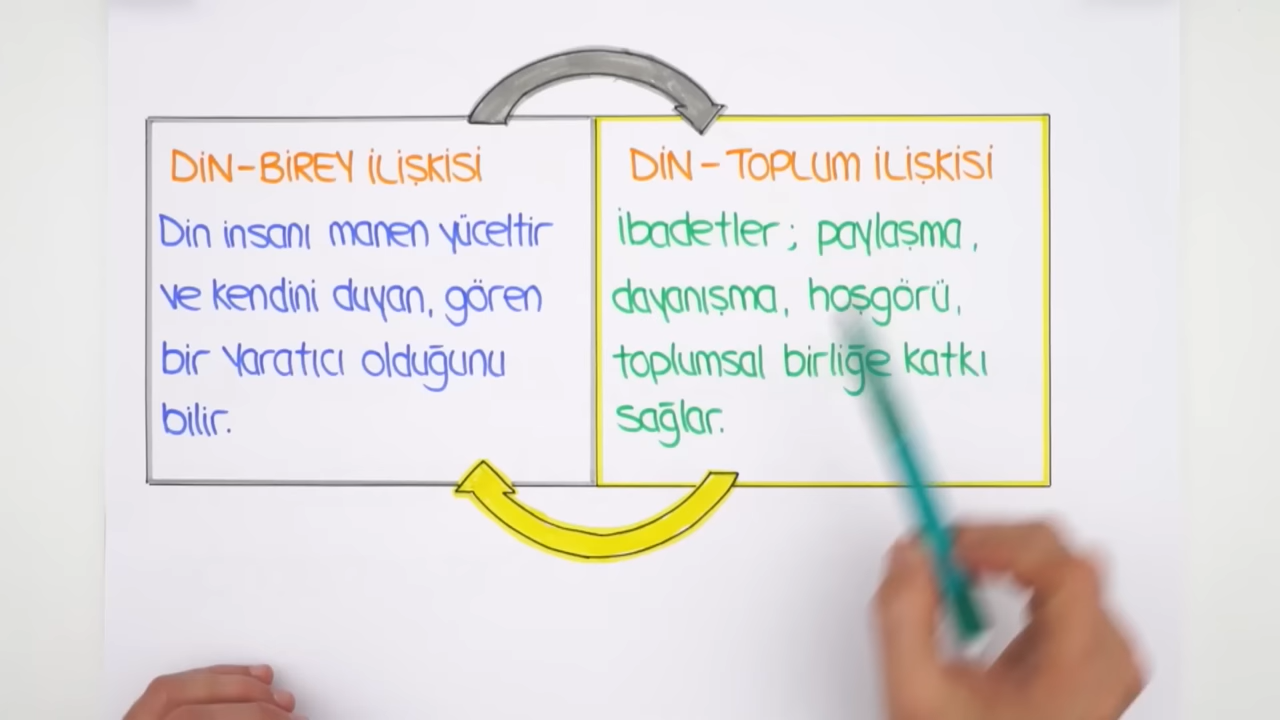 DİN-BİREY İLİŞKİSİ
Din insanı manen yüceltir
ve kendini duyan, gören
bir Yaratıcı olduğunu
bilir.
DİN-TOPLUM İLİŞKİSİ
İbadetler; paylaşma,
dayanışma, hoşgörü,
toplumsal birliğe katkı
sağlar.